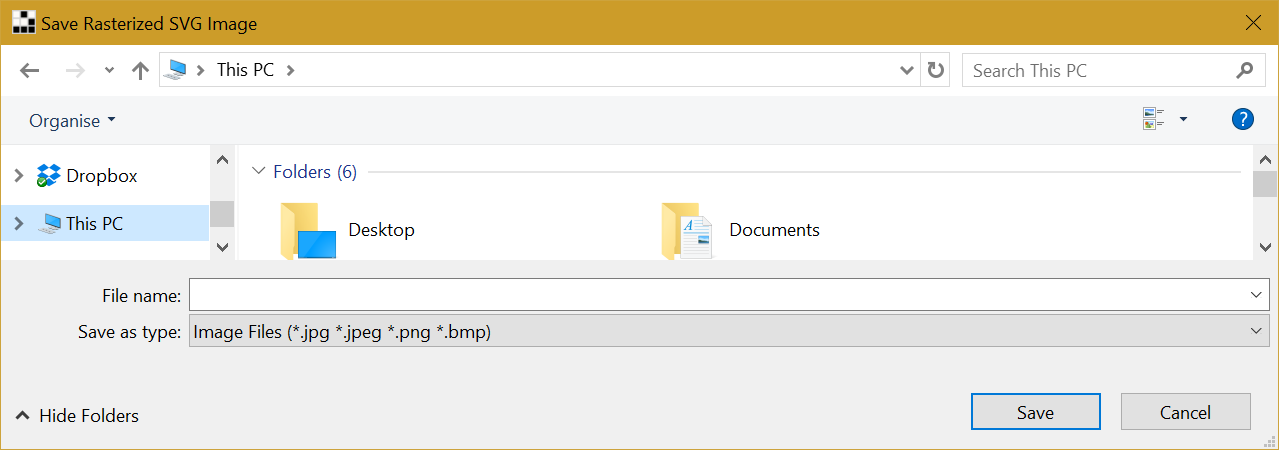 Save Rasterized SVG Image
This PC
Search This PC
Organise
?
Dropbox
Folders (6)
This PC
Desktop
Documents
File name:
Save as type: Image Files (*.jpg *.jpeg *.png *.bmp)
Hide Folders
Save
Cancel